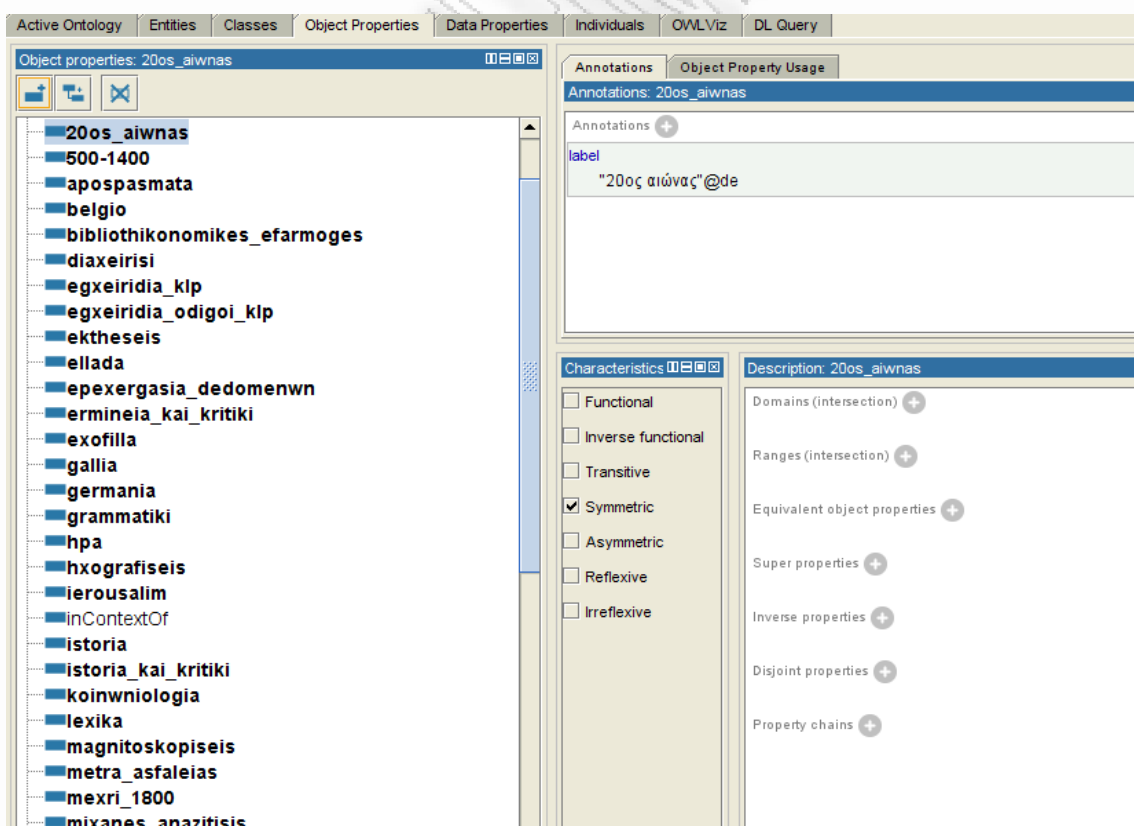 Active Ontology Entities Classes Object Properties Data Properties Individuals OWLViz DL Query
Object properties: 20os_aiwnas
20os_aiwnas
500-1400
apospasmata
belgio
bibliothikonomikes_efarmoges
diaxeirisi
egxeiridia_klp
egxeiridia_odigoi_klp
ektheseis
ellada
epexergasia_dedomenwn
ermineia_kai_kritiki
exofilla
gallia
germania
grammatiki
hpa
hxografiseis
ierousalim
inContextOf
istoria
istoria_kai_kritiki
koinwniologia
lexika
magnitoskopiseis
metra_asfaleias
mexri_1800
mixanes_anazitisis
Annotations Object Property Usage
Annotations: 20os_aiwnas
Annotations
label
"20ος αιώνας"@de
Characteristics
Functional
Inverse functional
Transitive
Symmetric
Asymmetric
Reflexive
Irreflexive
Description: 20os_aiwnas
Domains (intersection)
Ranges (intersection)
Equivalent object properties
Super properties
Inverse properties
Disjoint properties
Property chains